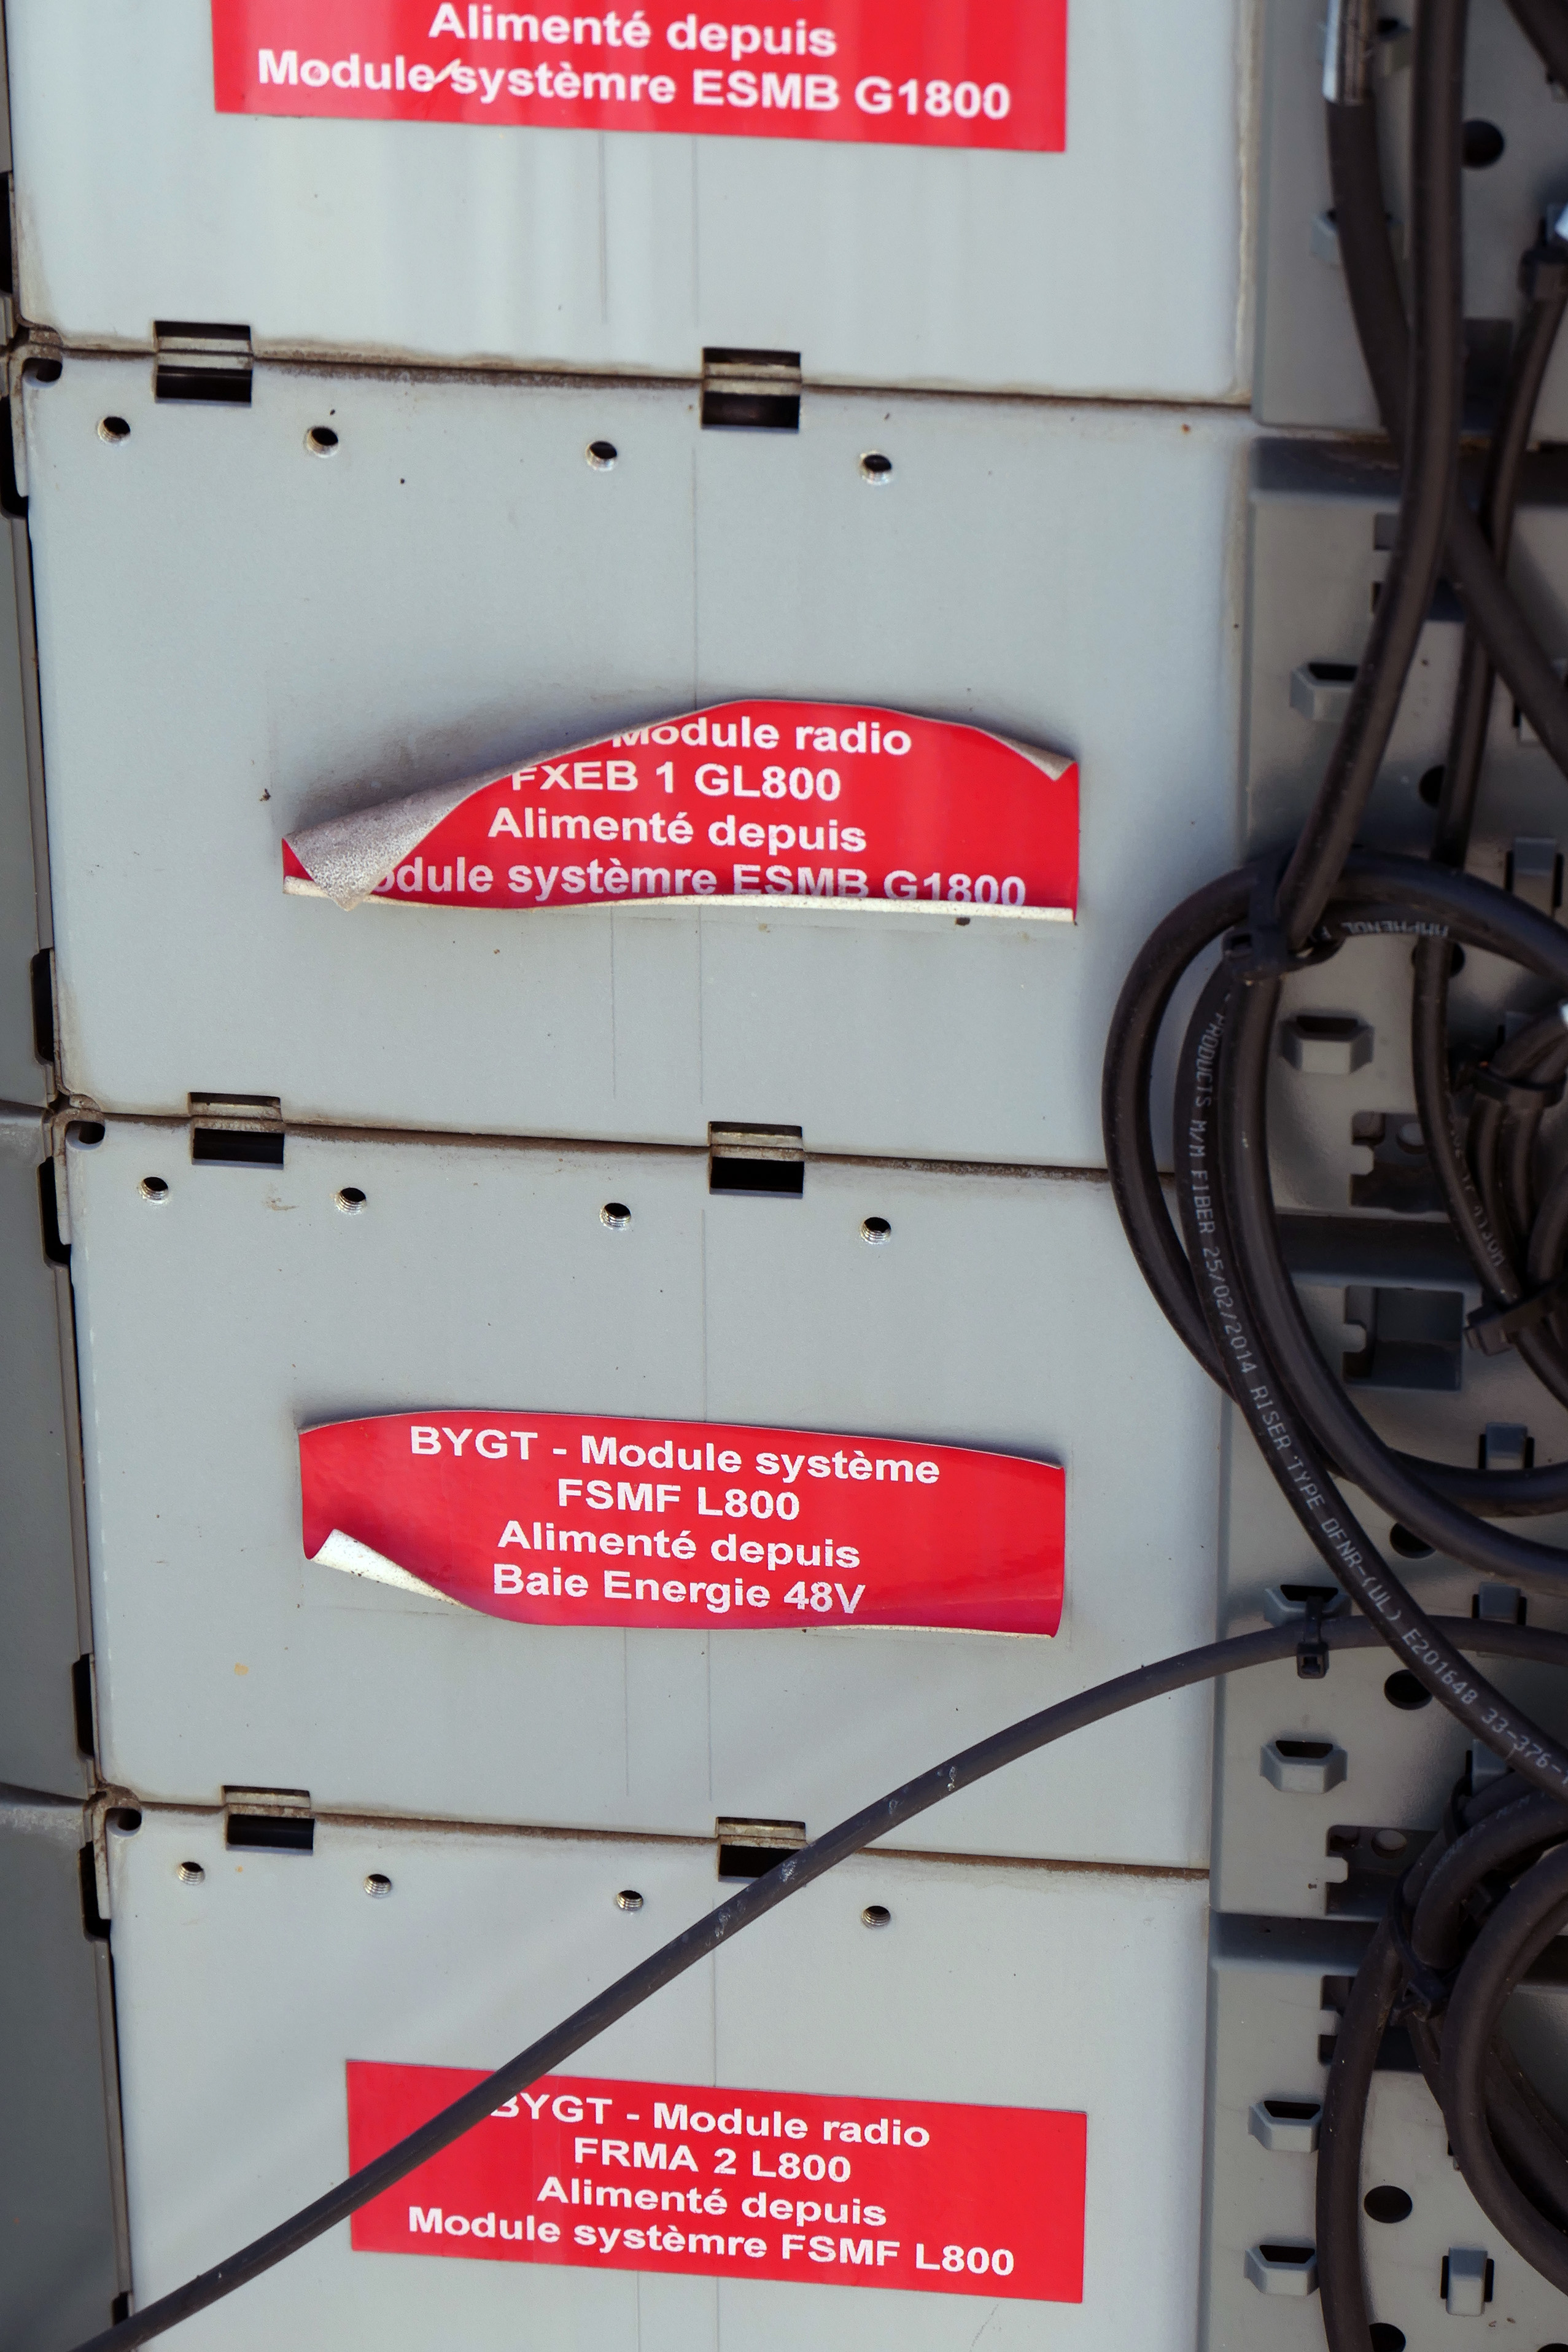 Alimenté depuis
Module systèmre ESMB G1800
Module radio
FXEB 1 GL800
Alimenté depuis
systèmre ESMB G1800
AMPHENOL
PRODUCTS M/M FIBER 25/02/2014 RISER TYPE OFNR-(UL) E201648 33-376-
BYGT - Module système
FSMF L800
Alimenté depuis
Baie Energie 48V
BYGT - Module radio
FRMA 2 L800
Alimenté depuis
Module systèmre FSMF L800